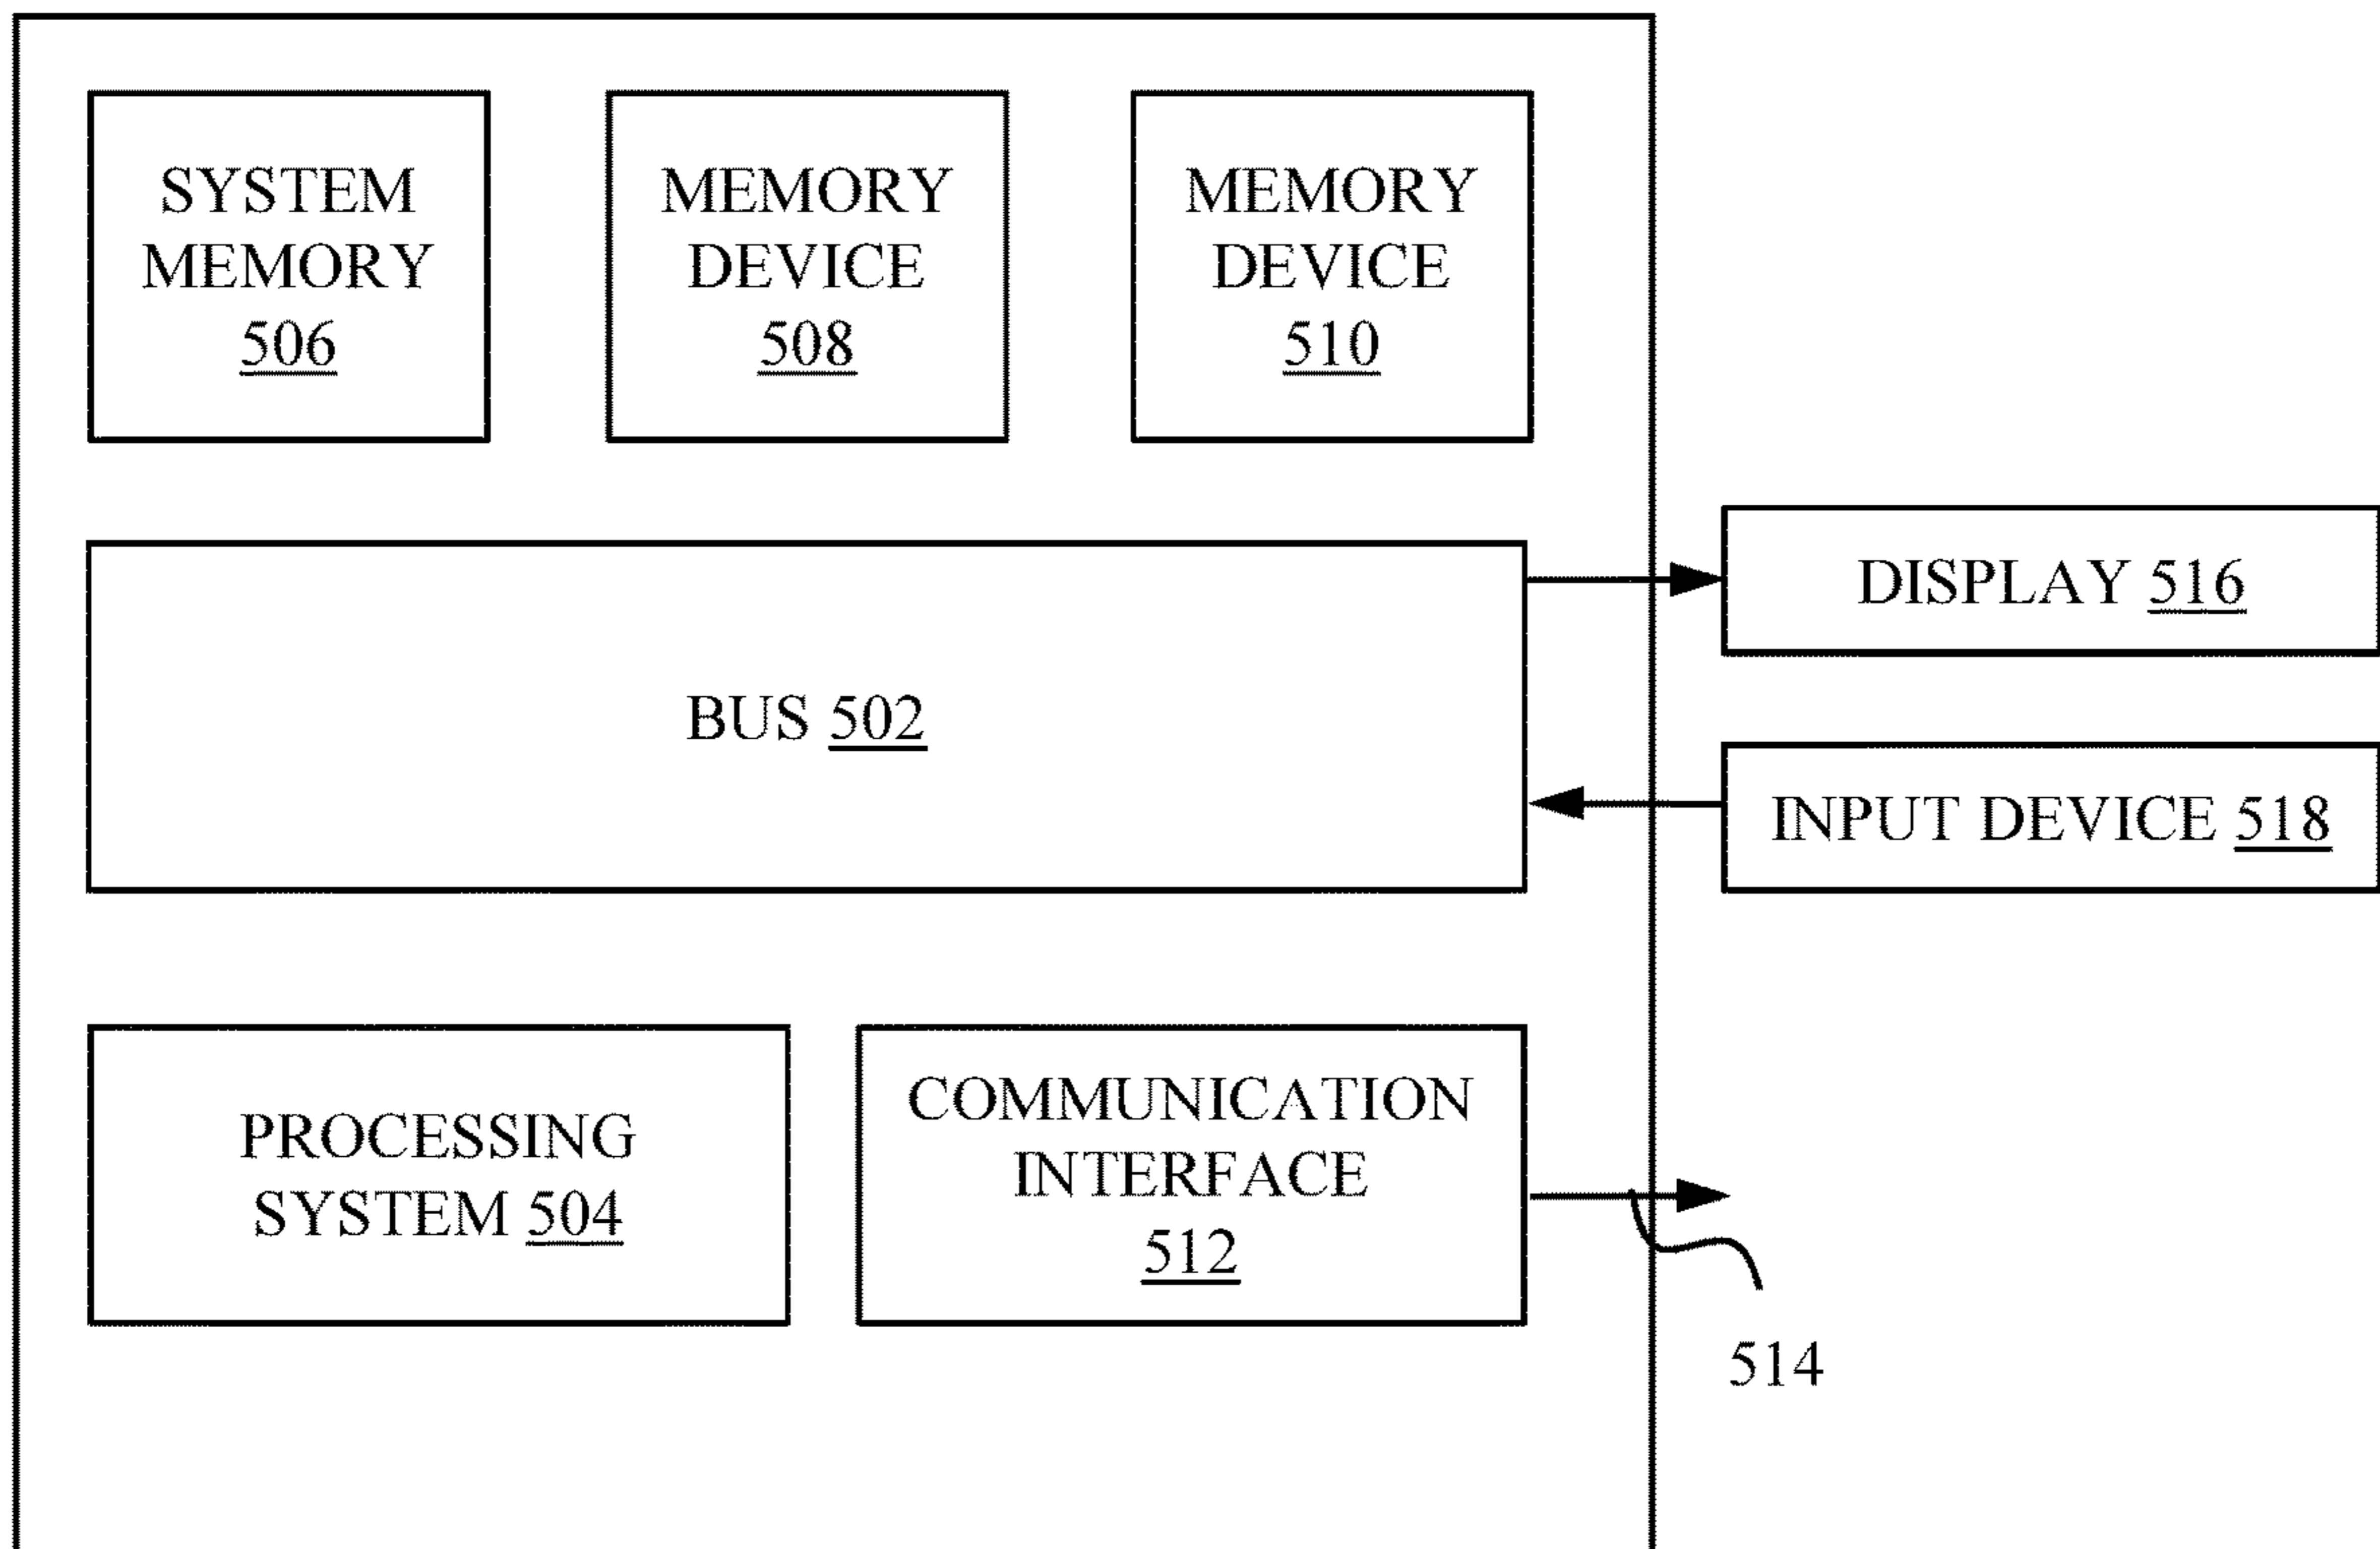 SYSTEM
MEMORY
506
MEMORY
DEVICE
508
MEMORY
DEVICE
510
BUS 502
DISPLAY 516
INPUT DEVICE 518
PROCESSING
SYSTEM 504
COMMUNICATION
INTERFACE
512
514